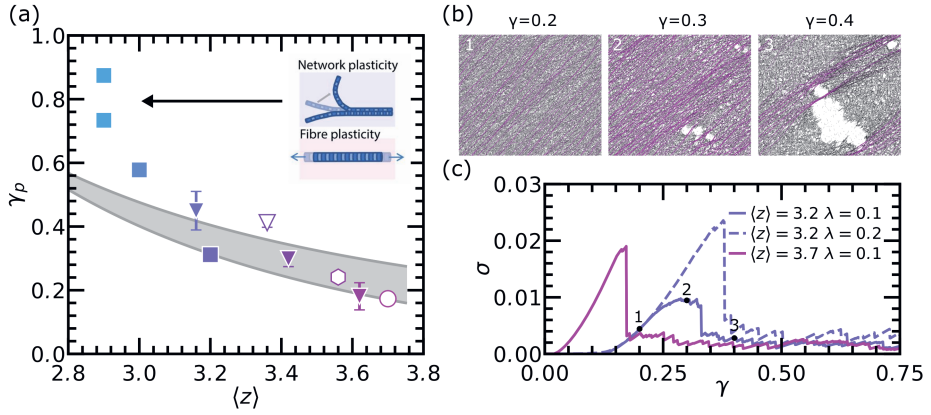 (a)
1.0
0.8
0.6
0.4
0.2
0.0
γp
2.8 3.0 3.2 3.4 3.6 3.8
⟨z⟩
Network plasticity
Fibre plasticity
(b)
γ=0.2 γ=0.3 γ=0.4
1 2 3
(c)
0.03
0.02
0.01
0.00
σ
⟨z⟩ = 3.2 λ = 0.1
⟨z⟩ = 3.2 λ = 0.2
⟨z⟩ = 3.7 λ = 0.1
1 2 3
0.00 0.25 0.50 0.75
γ